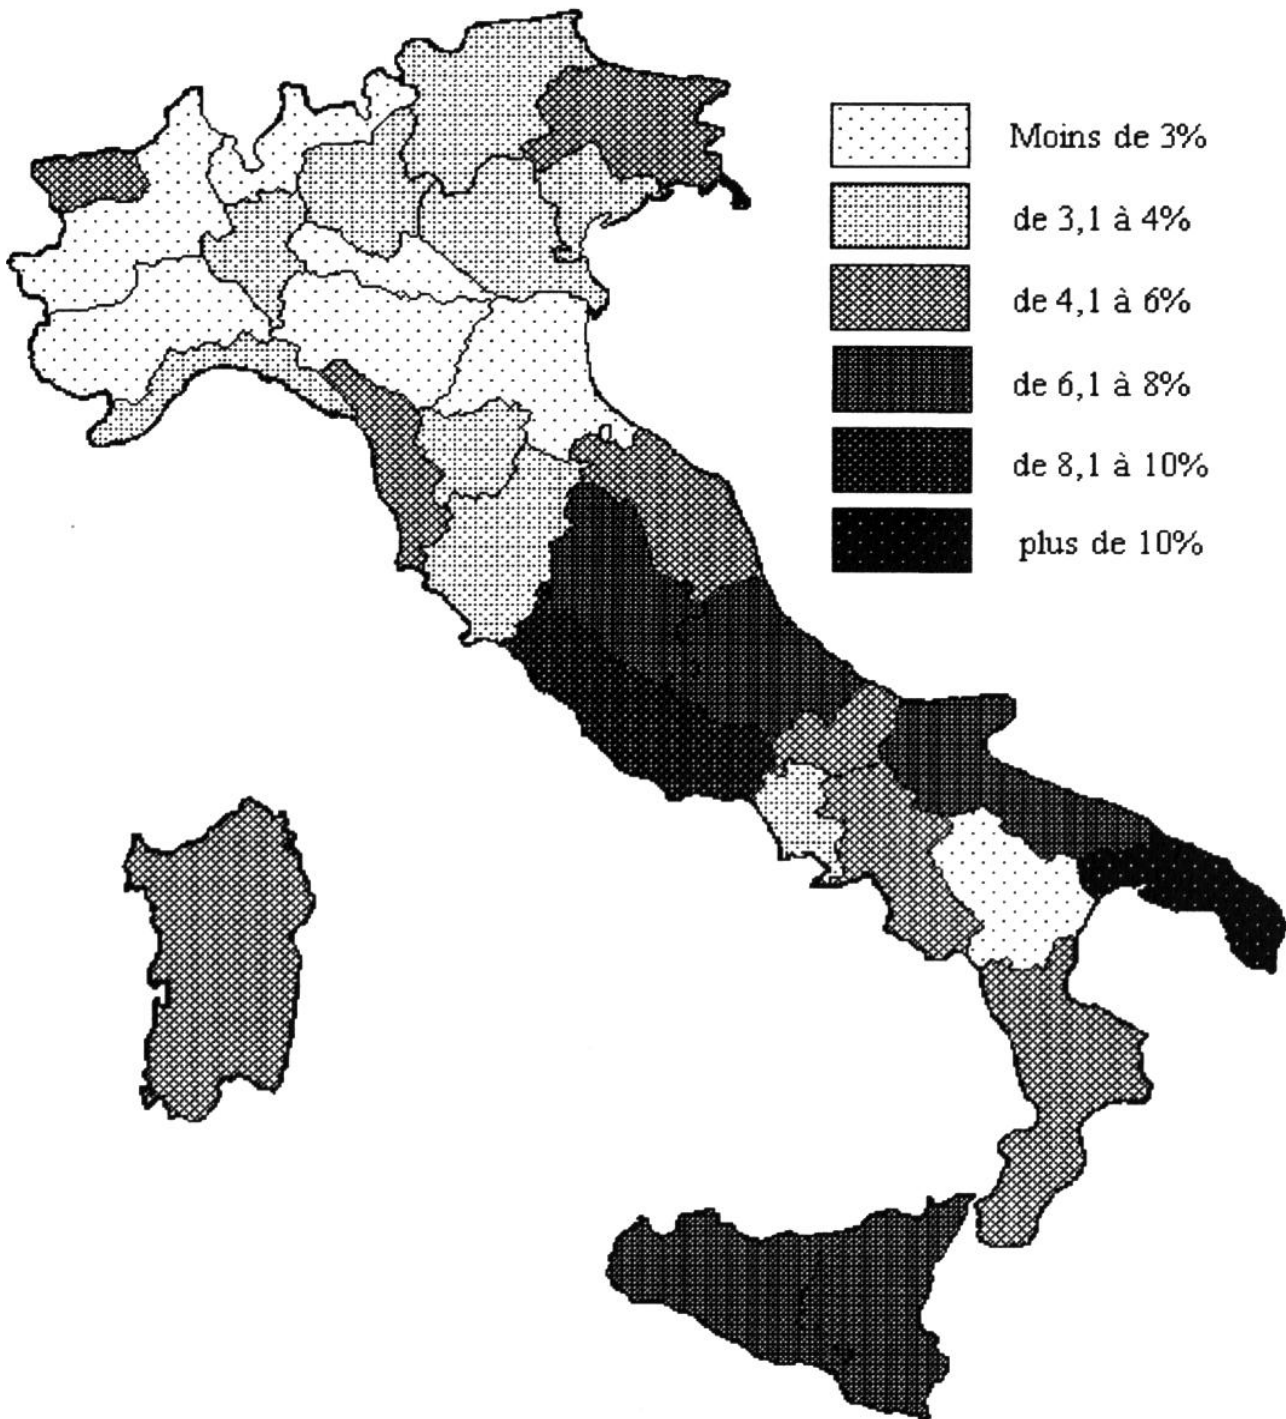 Moins de 3%
de 3,1 à 4%
de 4,1 à 6%
de 6,1 à 8%
de 8,1 à 10%
plus de 10%